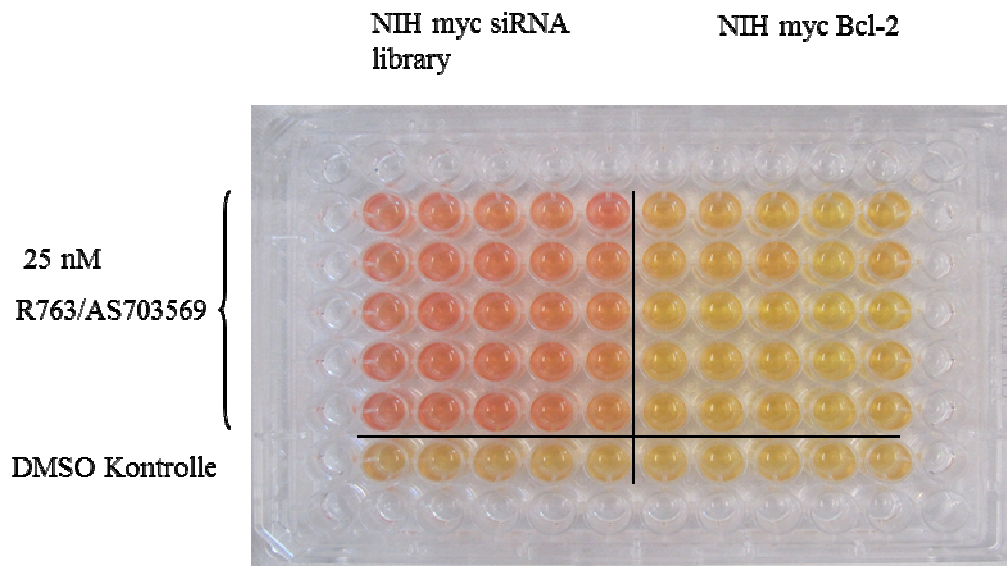 NIH myc siRNA
library
NIH myc Bcl-2
25 nM
R763/AS703569
DMSO Kontrolle